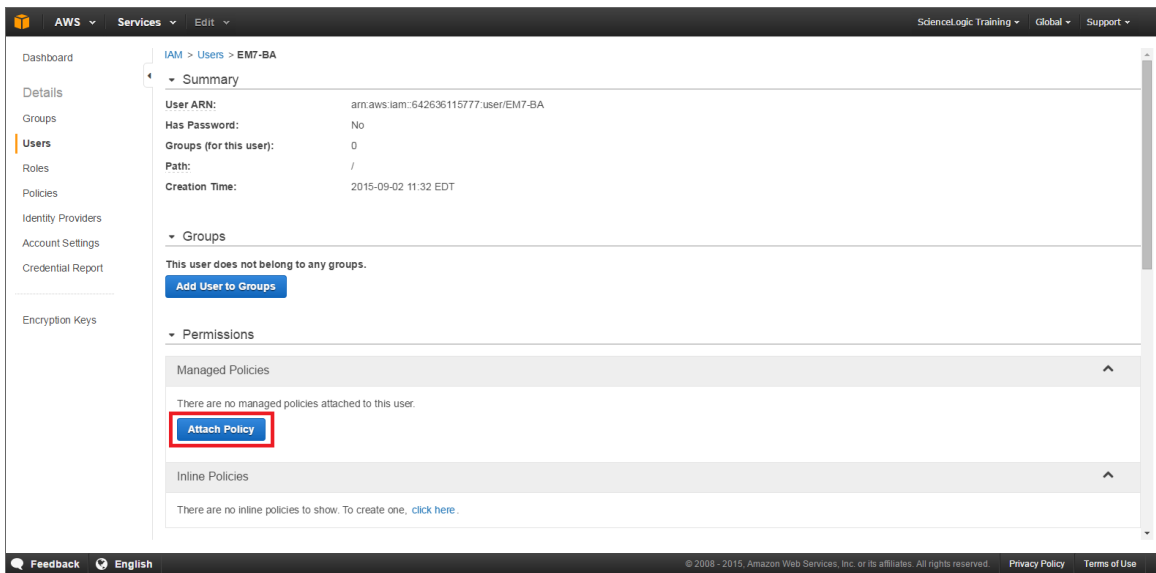 AWS Services Edit ScienceLogic Training Global Support
Dashboard
Details
Groups
Users
Roles
Policies
Identity Providers
Account Settings
Credential Report
Encryption Keys
IAM > Users > EM7-BA
Summary
User ARN: arn:aws:iam::642636115777:user/EM7-BA
Has Password: No
Groups (for this user): 0
Path: /
Creation Time: 2015-09-02 11:32 EDT
Groups
This user does not belong to any groups.
Add User to Groups
Permissions
Managed Policies
There are no managed policies attached to this user.
Attach Policy
Inline Policies
There are no inline policies to show. To create one, click here.
Feedback English © 2008 - 2015, Amazon Web Services, Inc. or its affiliates. All rights reserved. Privacy Policy Terms of Use